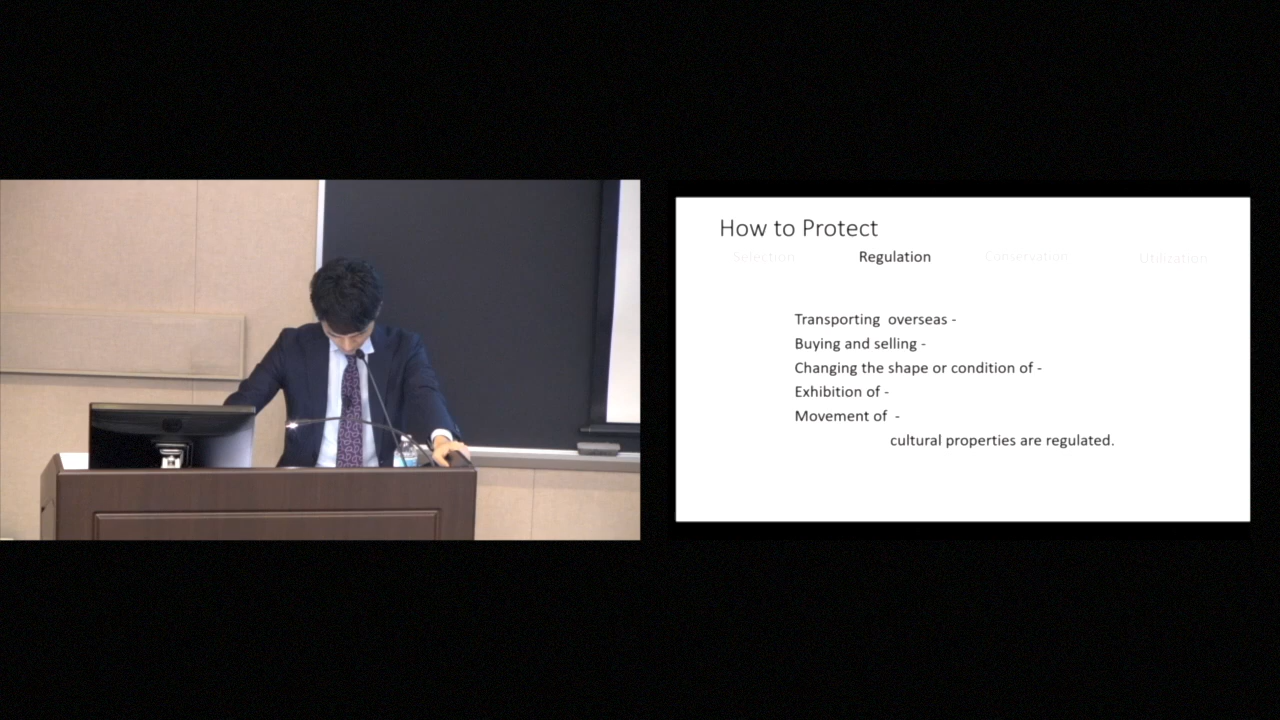 How to Protect
Selection Regulation Conservation Utilization
Transporting overseas -
Buying and selling -
Changing the shape or condition of -
Exhibition of -
Movement of -
cultural properties are regulated.